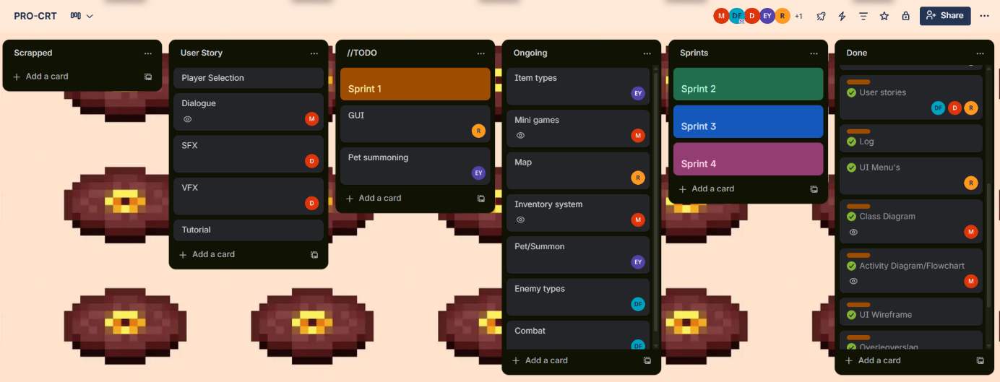 PRO-CRT
M DF D EY R +1 Share
Scrapped
Add a card
User Story
Player Selection
Dialogue
M
SFX
D
VFX
D
Tutorial
Add a card
//TODO
Sprint 1
GUI
R
Pet summoning
EY
Add a card
Ongoing
Item types
EY
Mini games
M
Map
R
Inventory system
M
Pet/Summon
EY
Enemy types
DF
Combat
DF
Add a card
Sprints
Sprint 2
Sprint 3
Sprint 4
Add a card
Done
User stories
DF D R
Log
UI Menu's
R
Class Diagram
M
Activity Diagram/Flowchart
M
UI Wireframe
Overlegverslag
Add a card